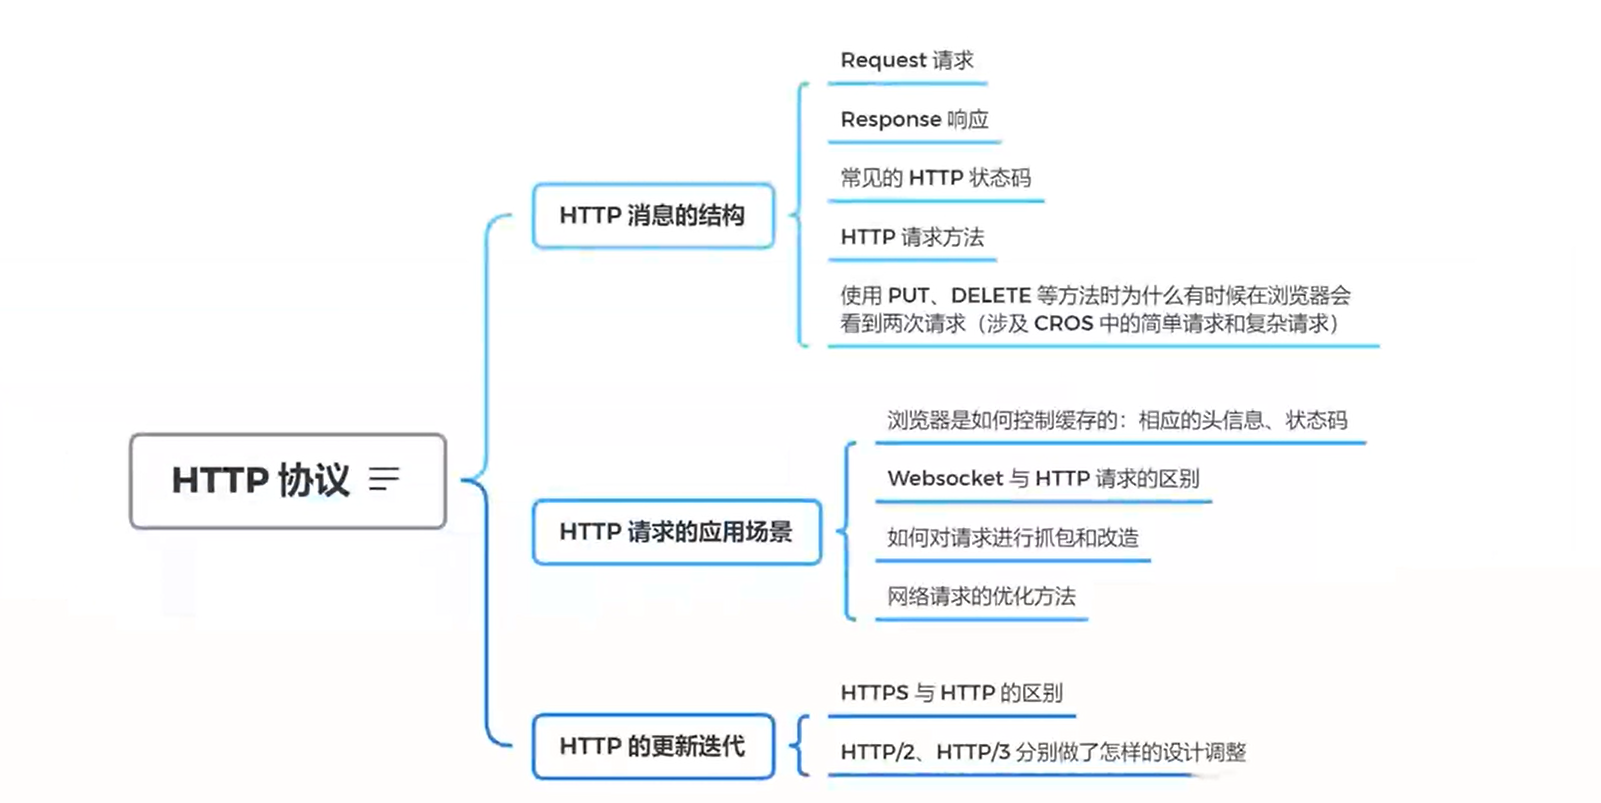 HTTP 协议
HTTP 消息的结构
Request 请求
Response 响应
常见的 HTTP 状态码
HTTP 请求方法
使用 PUT、DELETE 等方法时为什么有时候在浏览器会
看到两次请求（涉及 CROS 中的简单请求和复杂请求）
HTTP 请求的应用场景
浏览器是如何控制缓存的：相应的头信息、状态码
Websocket 与 HTTP 请求的区别
如何对请求进行抓包和改造
网络请求的优化方法
HTTP 的更新迭代
HTTPS 与 HTTP 的区别
HTTP/2、HTTP/3 分别做了怎样的设计调整